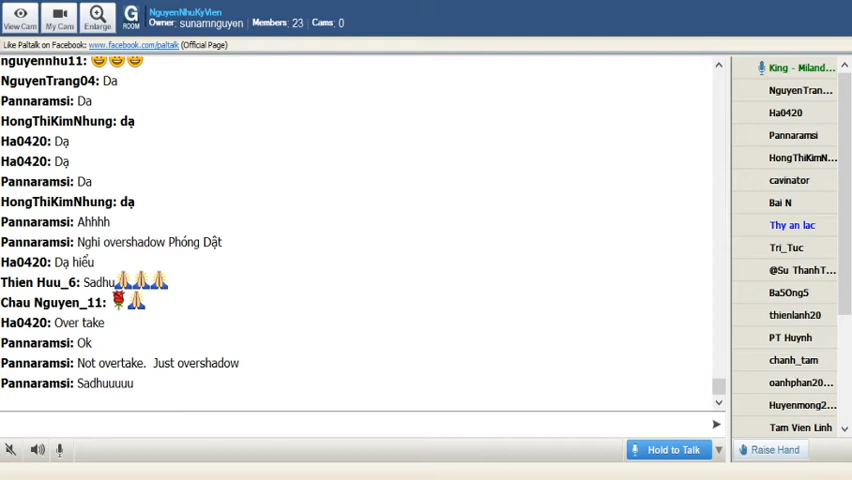 View Cam
My Cam
Enlarge
G
ROOM
NguyenNhuKyVien
Owner: sunamnguyen
Members: 23
Cams: 0
Like Paltalk on Facebook: www.facebook.com/paltalk (Official Page)
nguyennhu11:
NguyenTrang04: Da
Pannaramsi: Da
HongThiKimNhung: dạ
Ha0420: Dạ
Ha0420: Dạ
Pannaramsi: Da
HongThiKimNhung: dạ
Pannaramsi: Ahhhh
Pannaramsi: Nghi overshadow Phóng Dật
Ha0420: Dạ hiểu
Thien Huu_6: Sadhu
Chau Nguyen_11:
Ha0420: Over take
Pannaramsi: Ok
Pannaramsi: Not overtake. Just overshadow
Pannaramsi: Sadhuuuuu
King - Miland...
NguyenTran...
Ha0420
Pannaramsi
HongThiKimN...
cavinator
Bai N
Thy an lac
Tri_Tuc
@Su ThanhT...
Ba5Ong5
thienlanh20
PT Huynh
chanh_tam
oanhphan20...
Huyenmong2...
Tam Vien Linh
Hold to Talk
Raise Hand